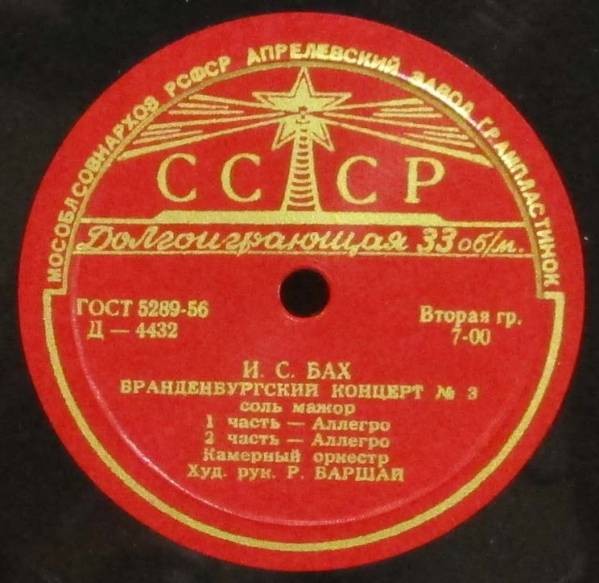 МОСОБЛСОВНАРХОЗ РСФСР АПРЕЛЕВСКИЙ ЗАВОД ГРАМПЛАСТИНОК
СССР
Долгоиграющая 33 об/м.
ГОСТ 5289-56
Д — 4432
Вторая гр.
7-00
И. С. БАХ
БРАНДЕНБУРГСКИЙ КОНЦЕРТ № 3
соль мажор
1 часть — Аллегро
2 часть — Аллегро
Камерный оркестр
Худ. рук. Р. БАРШАЙ